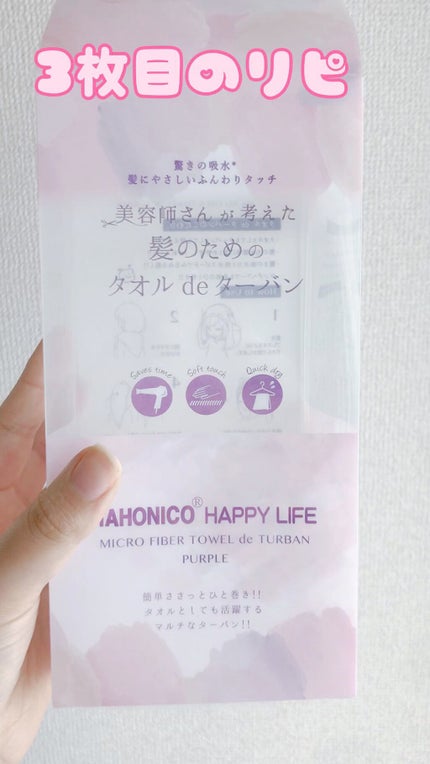 3枚目のリピ
驚きの吸水*
髪にやさしいふんわりタッチ
美容師さんが考えた
髪のための
タオル de ターバン
Saves time
Soft touch
Quick dry
AHONICO® HAPPY LIFE
MICRO FIBER TOWEL de TURBAN
PURPLE
簡単ささっとひと巻き!!
タオルとしても活躍する
マルチなターバン!!